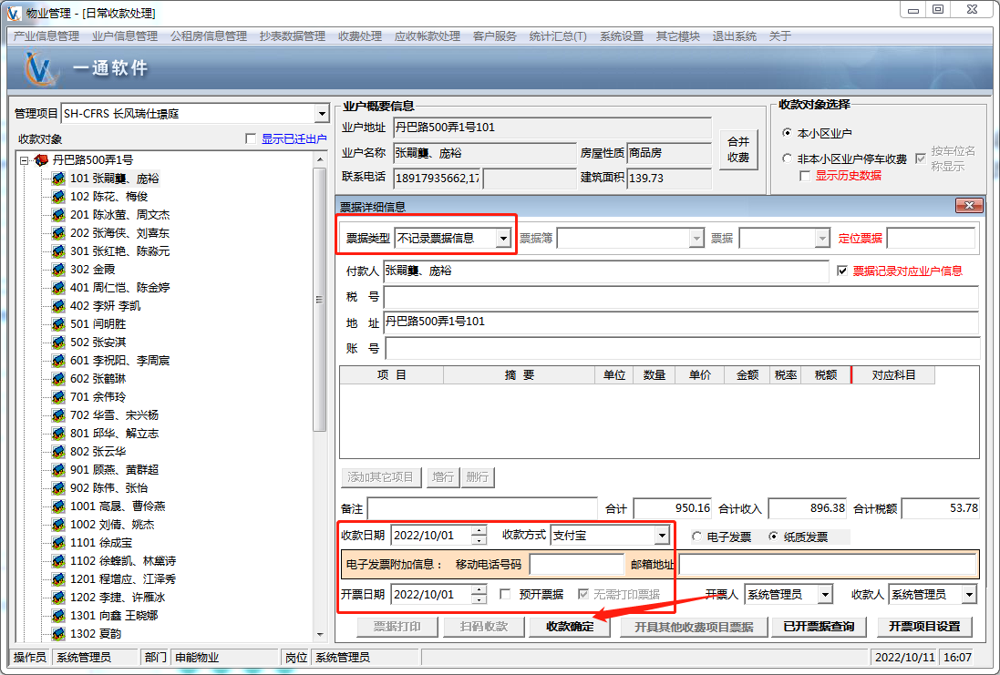 物业管理 - [日常收款处理]
产业信息管理 业户信息管理 公租房信息管理 抄表数据管理 收费处理 应收帐款处理 客户服务 统计汇总(T) 系统设置 其它模块 退出系统 关于
一通软件
管理项目 SH-CFRS 长风瑞仕璟庭
收款对象 显示已迁出户
丹巴路500弄1号
101 张嗣龑、庞裕
102 陈花、梅俊
201 陈冰萤、周文杰
202 张海侠、刘喜东
301 张红艳、陈淼元
302 金霞
401 周仁恺、陈金婷
402 李妍 李凯
501 闫明胜
502 张安淇
601 李祝阳、李周宸
602 张鹤琳
701 余伟玲
702 华雪、宋兴杨
801 邱华、解立志
802 张云华
901 顾燕、黄群超
902 陈伟、张怡
1001 高晟、曹伶燕
1002 刘倩、姚杰
1101 徐成宝
1102 徐蜂凯、林黛诗
1201 程增应、江泽秀
1202 李捷、许雁冰
1301 向鑫 王晓娜
1302 夏韵
业户概要信息
业户地址 丹巴路500弄1号101
业户名称 张嗣龑、庞裕 房屋性质 商品房
联系电话 18917935662,17 建筑面积 139.73
合并
收费
收款对象选择
本小区业户
非本小区业户停车收费 按车位名
称显示
显示历史数据
票据详细信息
票据类型 不记录票据信息 票据簿 票据 定位票据
付款人 张嗣龑、庞裕 票据记录对应业户信息
税 号
地 址 丹巴路500弄1号101
账 号
项 目 摘 要 单位 数量 单价 金额 税率 税额 对应科目
添加其它项目 增行 删行
备注 合计 950.16 合计收入 896.38 合计税额 53.78
收款日期 2022/10/01 收款方式 支付宝 电子发票 纸质发票
电子发票附加信息： 移动电话号码 邮箱地址
开票日期 2022/10/01 预开票据 无需打印票据 开票人 系统管理员 收款人 系统管理员
票据打印 扫码收款 收款确定 开具其他收费项目票据 已开票据查询 开票项目设置
操作员 系统管理员 部门 申能物业 岗位 系统管理员 2022/10/11 16:07